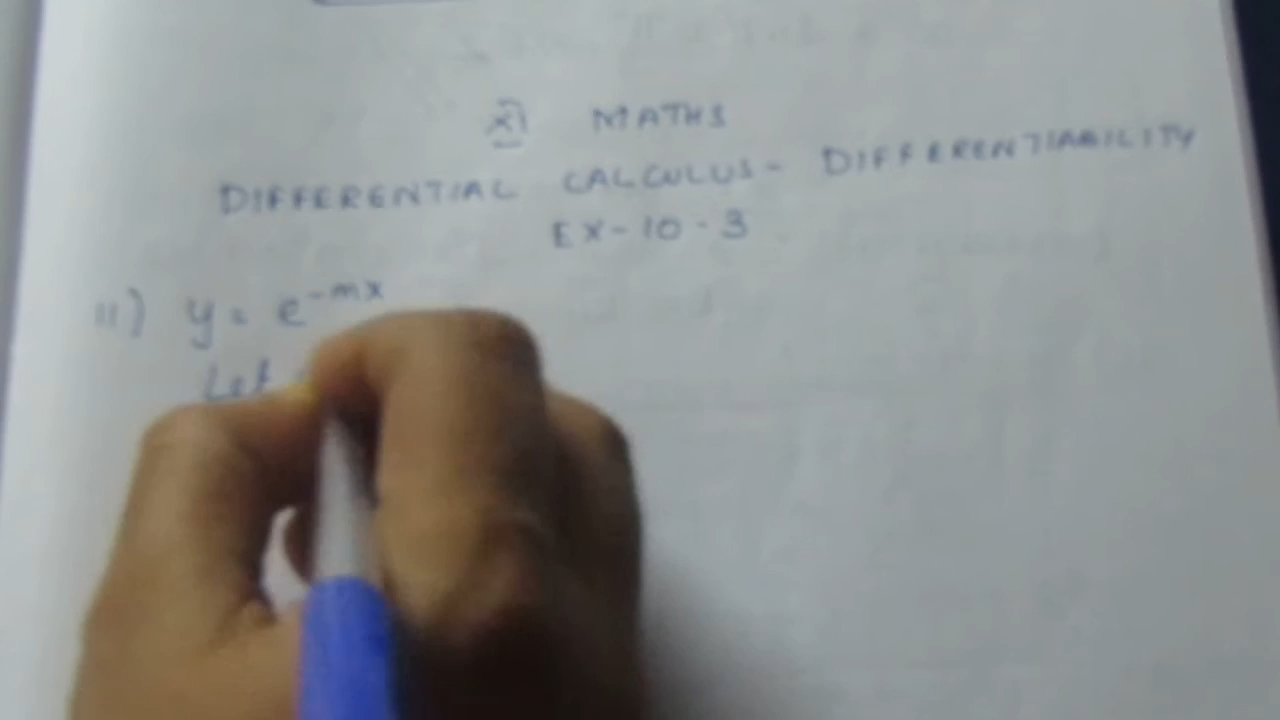 XI MATHS
DIFFERENTIAL CALCULUS - DIFFERENTIABILITY
EX-10.3
11) y = e^-mx
Let